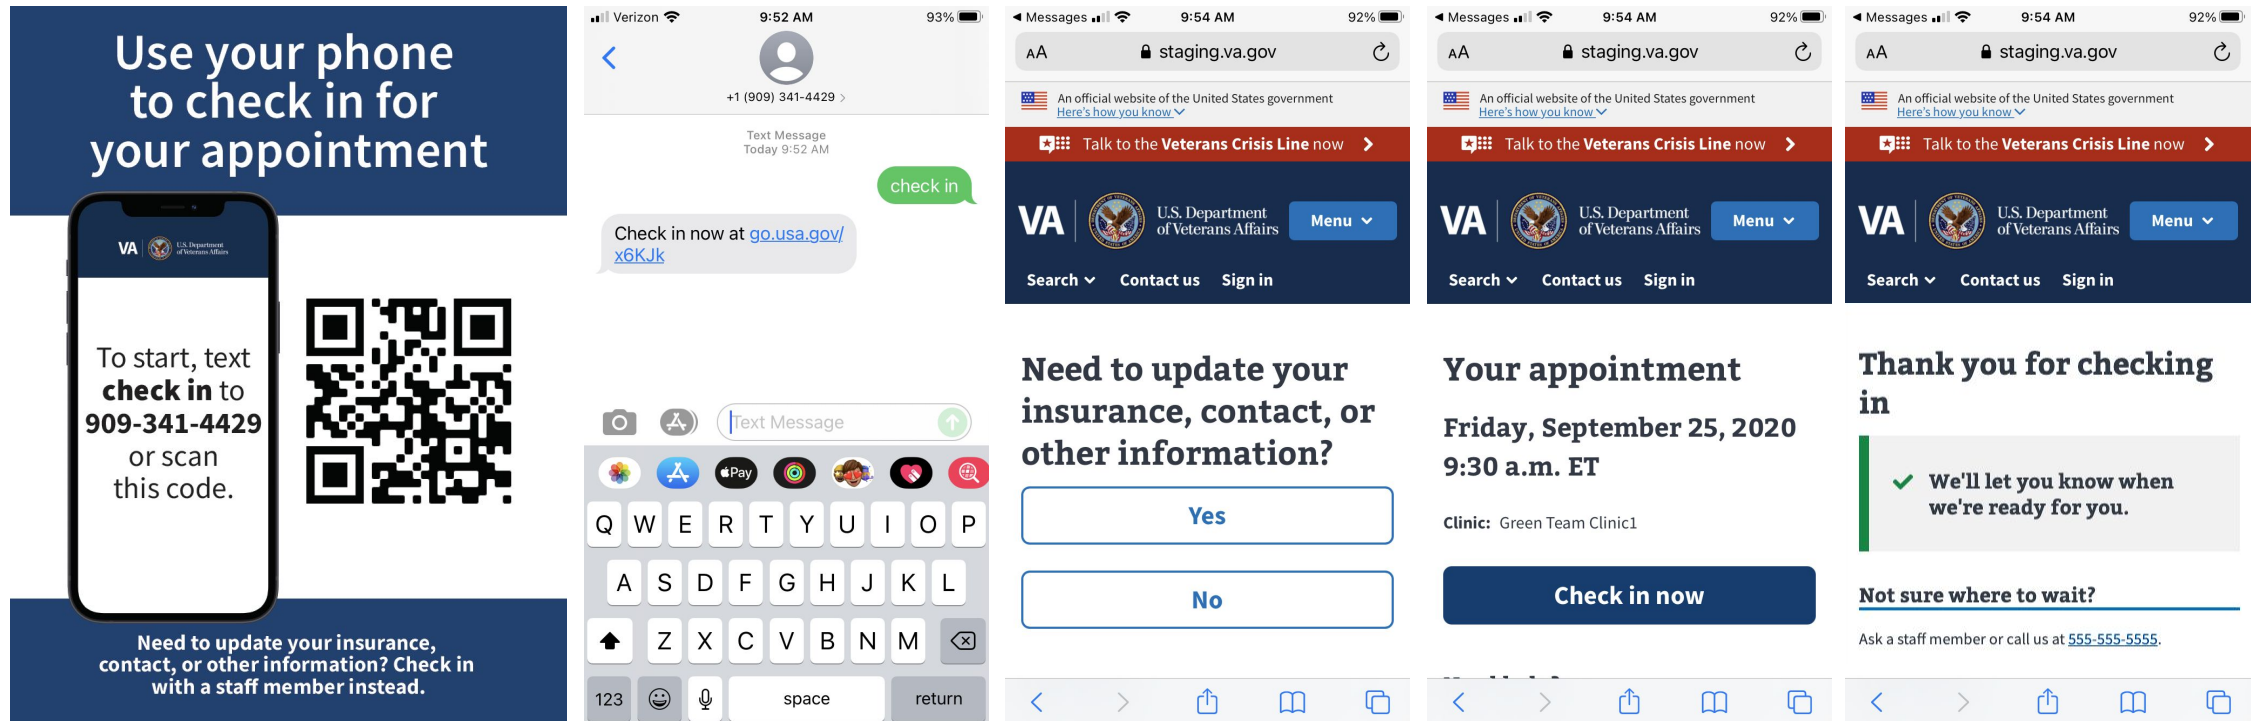 Use your phone
to check in for
your appointment
VA
U.S. Department
of Veterans Affairs
To start, text
check in to
909-341-4429
or scan
this code.
Need to update your insurance,
contact, or other information? Check in
with a staff member instead.
Verizon
9:52 AM
93%
+1 (909) 341-4429 >
Text Message
Today 9:52 AM
check in
Check in now at go.usa.gov/
x6KJk
Text Message
Pay
Q W E R T Y U I O P
A S D F G H J K L
Z X C V B N M
123
space
return
Messages
9:54 AM
92%
AA
staging.va.gov
An official website of the United States government
Here's how you know
Talk to the Veterans Crisis Line now
VA
U.S. Department
of Veterans Affairs
Menu
Search
Contact us
Sign in
Need to update your
insurance, contact, or
other information?
Yes
No
Messages
9:54 AM
92%
AA
staging.va.gov
An official website of the United States government
Here's how you know
Talk to the Veterans Crisis Line now
VA
U.S. Department
of Veterans Affairs
Menu
Search
Contact us
Sign in
Your appointment
Friday, September 25, 2020
9:30 a.m. ET
Clinic: Green Team Clinic1
Check in now
Messages
9:54 AM
92%
AA
staging.va.gov
An official website of the United States government
Here's how you know
Talk to the Veterans Crisis Line now
VA
U.S. Department
of Veterans Affairs
Menu
Search
Contact us
Sign in
Thank you for checking
in
We'll let you know when
we're ready for you.
Not sure where to wait?
Ask a staff member or call us at 555-555-5555.